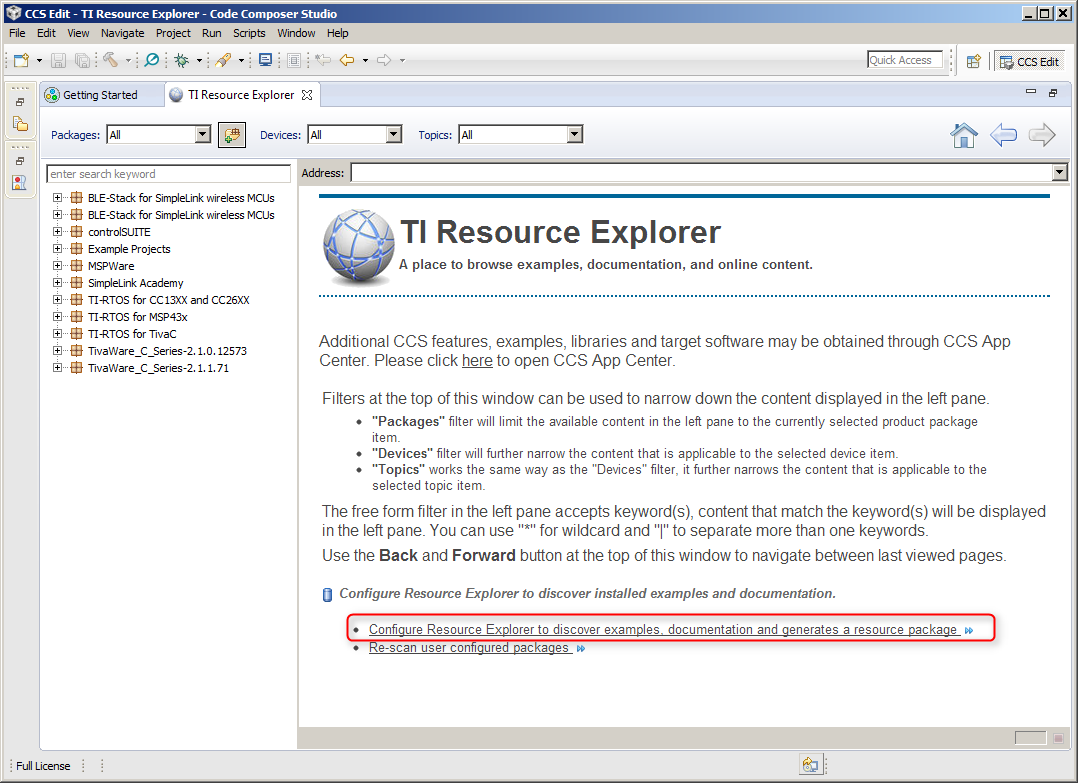 CCS Edit - TI Resource Explorer - Code Composer Studio
File Edit View Navigate Project Run Scripts Window Help
Quick Access
CCS Edit
Getting Started
TI Resource Explorer
Packages: All
Devices: All
Topics: All
enter search keyword
BLE-Stack for SimpleLink wireless MCUs
BLE-Stack for SimpleLink wireless MCUs
controlSUITE
Example Projects
MSPWare
SimpleLink Academy
TI-RTOS for CC13XX and CC26XX
TI-RTOS for MSP43x
TI-RTOS for TivaC
TivaWare_C_Series-2.1.0.12573
TivaWare_C_Series-2.1.1.71
Address:
TI Resource Explorer
A place to browse examples, documentation, and online content.
Additional CCS features, examples, libraries and target software may be obtained through CCS App
Center. Please click here to open CCS App Center.
Filters at the top of this window can be used to narrow down the content displayed in the left pane.
• "Packages" filter will limit the available content in the left pane to the currently selected product package
item.
• "Devices" filter will further narrow the content that is applicable to the selected device item.
• "Topics" works the same way as the "Devices" filter, it further narrows the content that is applicable to the
selected topic item.
The free form filter in the left pane accepts keyword(s), content that match the keyword(s) will be displayed
in the left pane. You can use "*" for wildcard and "|" to separate more than one keywords.
Use the Back and Forward button at the top of this window to navigate between last viewed pages.
Configure Resource Explorer to discover installed examples and documentation.
• Configure Resource Explorer to discover examples, documentation and generates a resource package
• Re-scan user configured packages
Full License